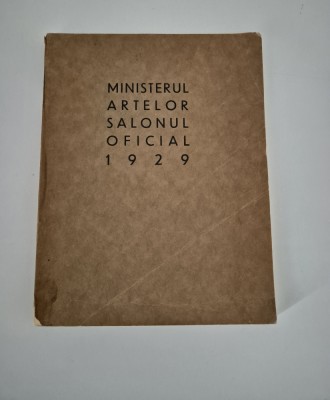 MINISTERUL
ARTELOR
SALONUL
OFICIAL
1929